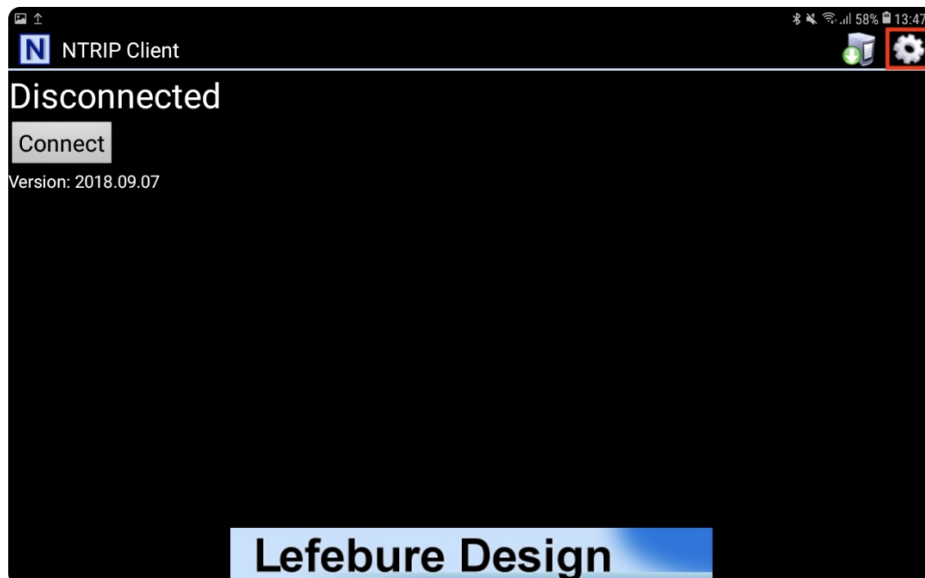 58% 13:47
N NTRIP Client
Disconnected
Connect
Version: 2018.09.07
Lefebure Design